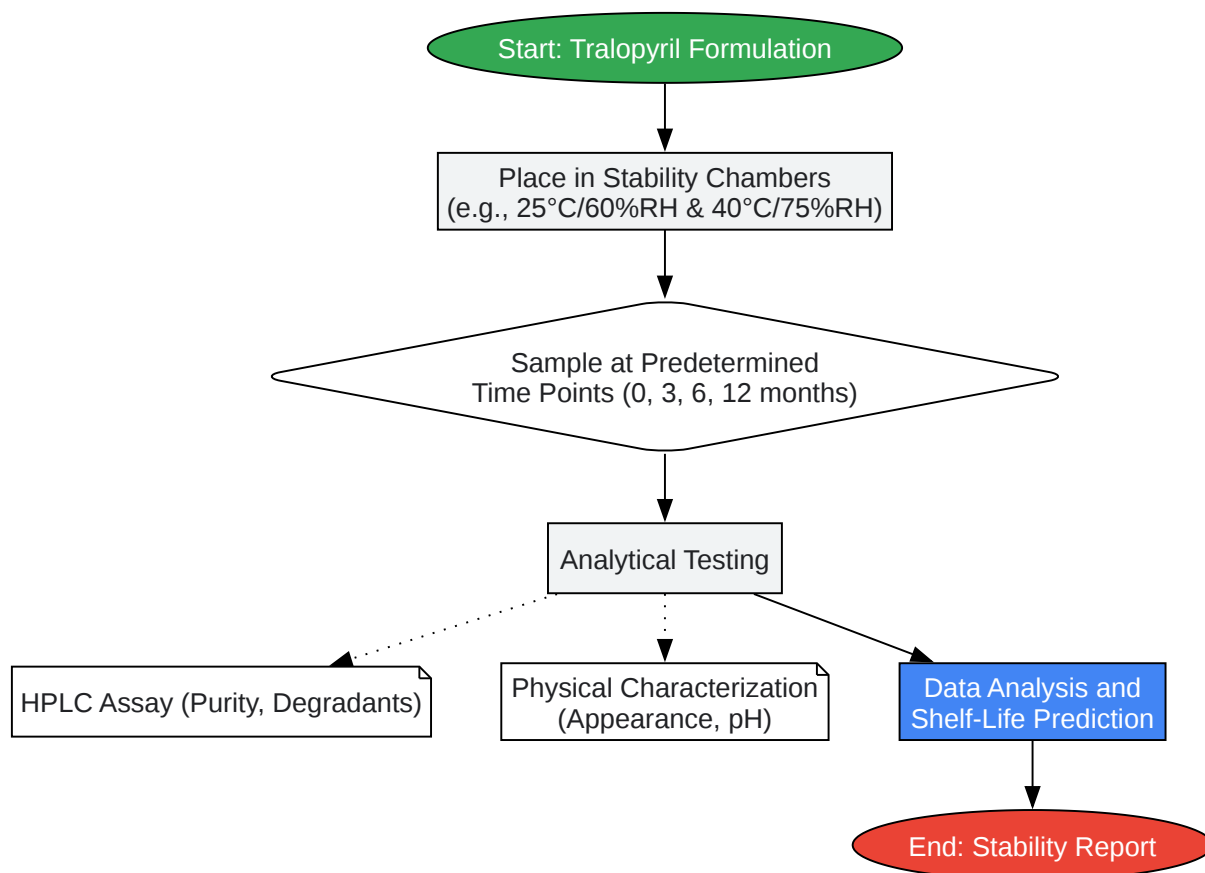 Start: Tralopyril Formulation
Place in Stability Chambers
(e.g., 25°C/60%RH & 40°C/75%RH)
Sample at Predetermined
Time Points (0, 3, 6, 12 months)
Analytical Testing
HPLC Assay (Purity, Degradants)
Physical Characterization
(Appearance, pH)
Data Analysis and
Shelf-Life Prediction
End: Stability Report